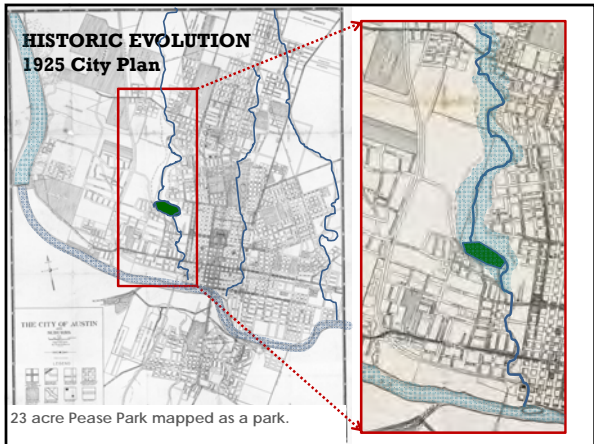 HISTORIC EVOLUTION
1925 City Plan
THE CITY OF AUSTIN
23 acre Pease Park mapped as a park.